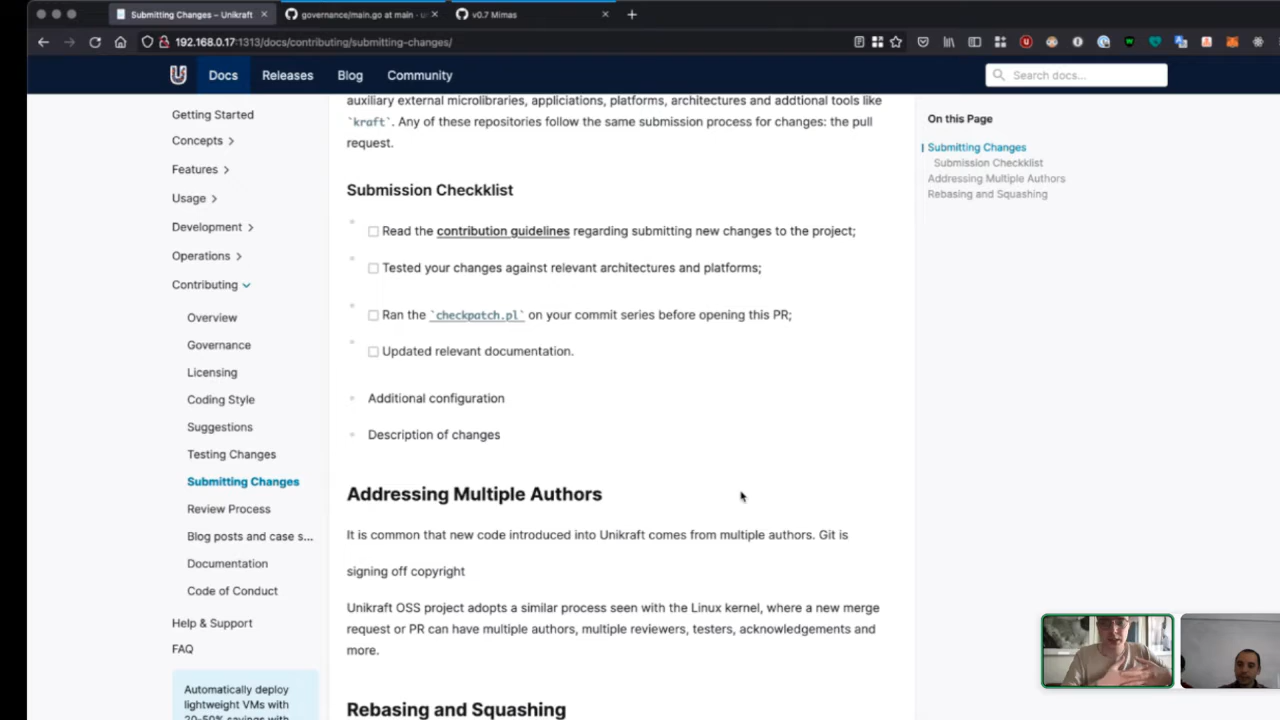 Submitting Changes – Unikraft
governance/main.go at main · u
v0.7 Mimas
192.168.0.17:1313/docs/contributing/submitting-changes/
Docs
Releases
Blog
Community
Search docs...
Getting Started
Concepts
Features
Usage
Development
Operations
Contributing
Overview
Governance
Licensing
Coding Style
Suggestions
Testing Changes
Submitting Changes
Review Process
Blog posts and case s...
Documentation
Code of Conduct
Help & Support
FAQ
Automatically deploy
lightweight VMs with
20-50% savings with
auxiliary external microlibraries, appliciations, platforms, architectures and addtional tools like
`kraft`. Any of these repositories follow the same submission process for changes: the pull
request.
Submission Checkklist
Read the contribution guidelines regarding submitting new changes to the project;
Tested your changes against relevant architectures and platforms;
Ran the `checkpatch.pl` on your commit series before opening this PR;
Updated relevant documentation.
Additional configuration
Description of changes
Addressing Multiple Authors
It is common that new code introduced into Unikraft comes from multiple authors. Git is
signing off copyright
Unikraft OSS project adopts a similar process seen with the Linux kernel, where a new merge
request or PR can have multiple authors, multiple reviewers, testers, acknowledgements and
more.
Rebasing and Squashing
On this Page
Submitting Changes
Submission Checkklist
Addressing Multiple Authors
Rebasing and Squashing